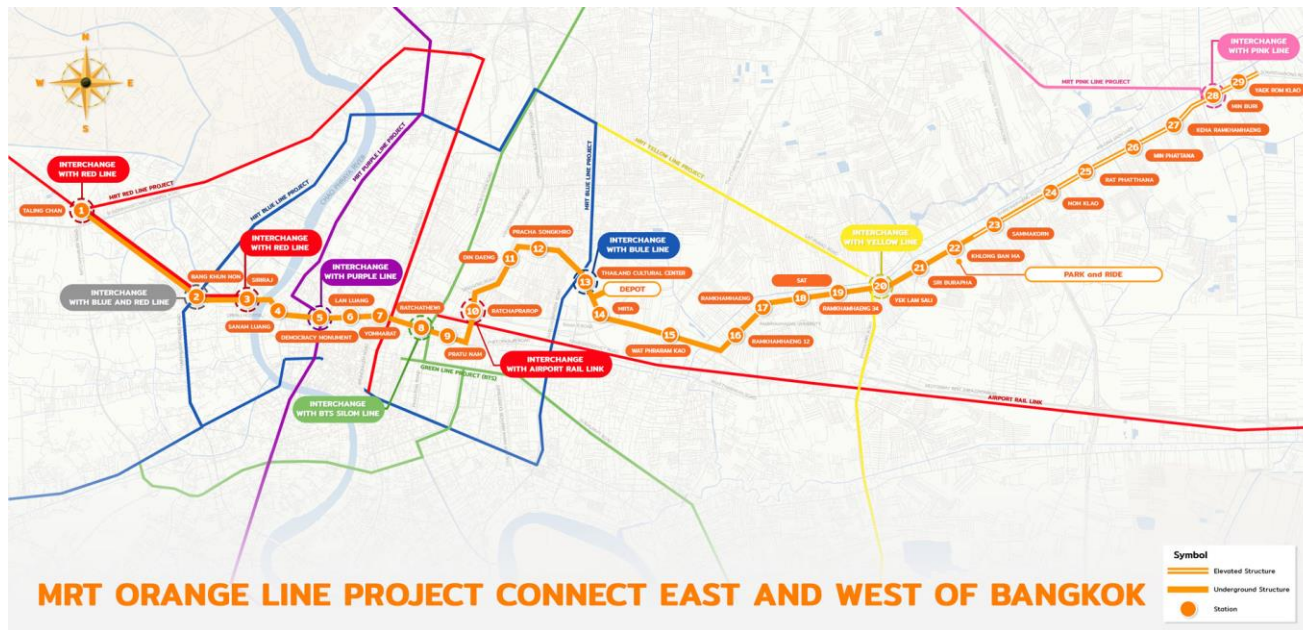 N
W
E
S
INTERCHANGE
WITH PINK LINE
MRT PINK LINE PROJECT
29
28
YAEK ROM KLAO
MIN BURI
27
KEHA RAMKHAMHAENG
26
MIN PHATTANA
25
RAT PHATTHANA
24
NOM KLAO
23
SAMMAKORN
22
KHLONG BAN MA
21
SRI BURAPHA
PARK and RIDE
INTERCHANGE
WITH RED LINE
MRT RED LINE PROJECT
1
TALING CHAN
MRT BLUE LINE PROJECT
MRT PURPLE LINE PROJECT
CHAO PHRAYA RIVER
MRT BLUE LINE PROJECT
MRT YELLOW LINE PROJECT
INTERCHANGE
WITH RED LINE
INTERCHANGE
WITH PURPLE LINE
INTERCHANGE
WITH BULE LINE
INTERCHANGE
WITH YELLOW LINE
PRACHA SONGKHRO
DIN DAENG
11
12
BANG KHUN NON
SIRIRAJ
2
3
4
5
6
7
8
9
10
13
THAILAND CULTURAL CENTER
DEPOT
14
MRTA
15
16
17
18
19
20
INTERCHANGE
WITH BLUE AND RED LINE
SANAM LUANG
LAN LUANG
DEMOCRACY MONUMENT
YOMMARAT
RATCHATHEWI
PRATU NAM
RATCHAPRAROP
WAT PHRARAM KAO
RAMKHAMHAENG
RAMKHAMHAENG 12
SAT
RAMKHAMHAENG 34
YEK LAM SALI
INTERCHANGE
WITH AIRPORT RAIL LINK
GREEN LINE PROJECT (BTS)
AIRPORT RAIL LINK
INTERCHANGE
WITH BTS SILOM LINE
MRT ORANGE LINE PROJECT CONNECT EAST AND WEST OF BANGKOK
Symbol
Elevated Structure
Underground Structure
Station